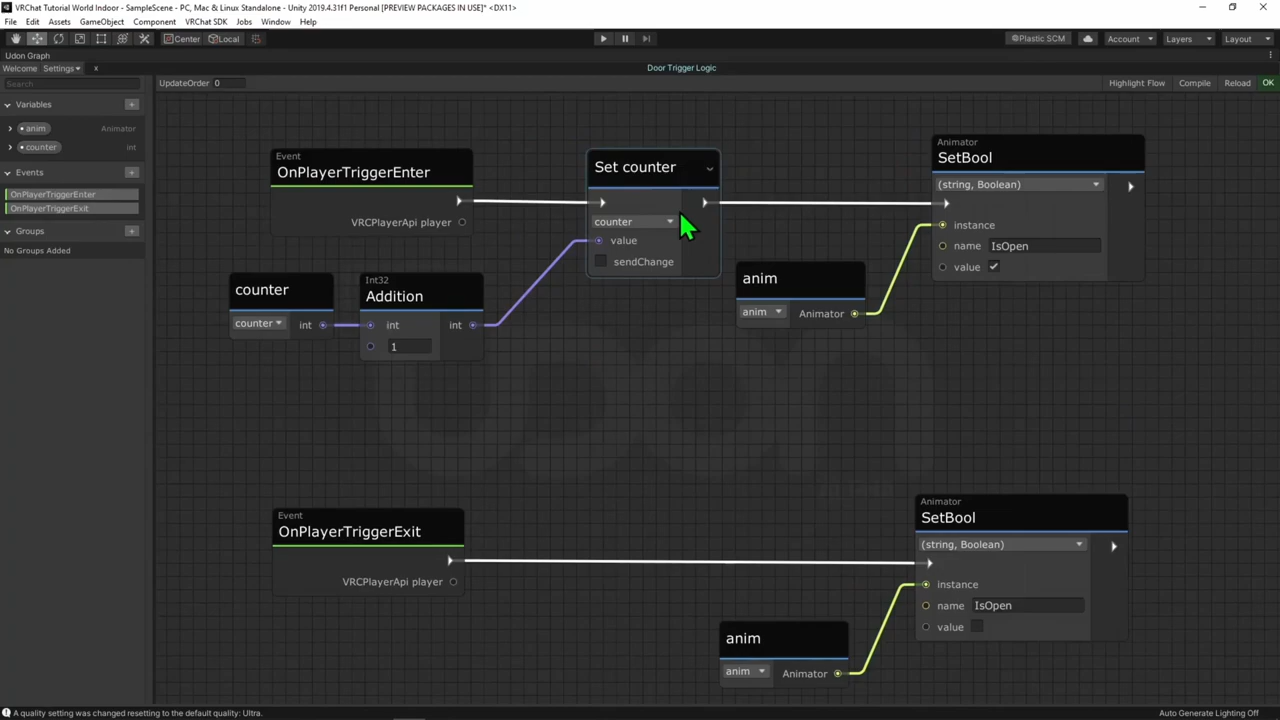 VRChat Tutorial World Indoor - SampleScene - PC, Mac & Linux Standalone - Unity 2019.4.31f1 Personal [PREVIEW PACKAGES IN USE]* <DX11>
File Edit Assets GameObject Component VRChat SDK Jobs Window Help
Center Local Plastic SCM Account Layers Layout
Udon Graph
Welcome Settings x Door Trigger Logic
Search UpdateOrder 0 Highlight Flow Compile Reload OK
Variables +
anim Animator
counter int
Events +
OnPlayerTriggerEnter
OnPlayerTriggerExit
Groups +
No Groups Added
Event
OnPlayerTriggerEnter
VRCPlayerApi player
Set counter
counter
value
sendChange
Animator
SetBool
(string, Boolean)
instance
name IsOpen
value
counter
counter int
Int32
Addition
int int
1
anim
anim Animator
Event
OnPlayerTriggerExit
VRCPlayerApi player
Animator
SetBool
(string, Boolean)
instance
name IsOpen
value
anim
anim Animator
A quality setting was changed resetting to the default quality: Ultra. Auto Generate Lighting Off